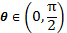 θ ∈ (0, π/2)